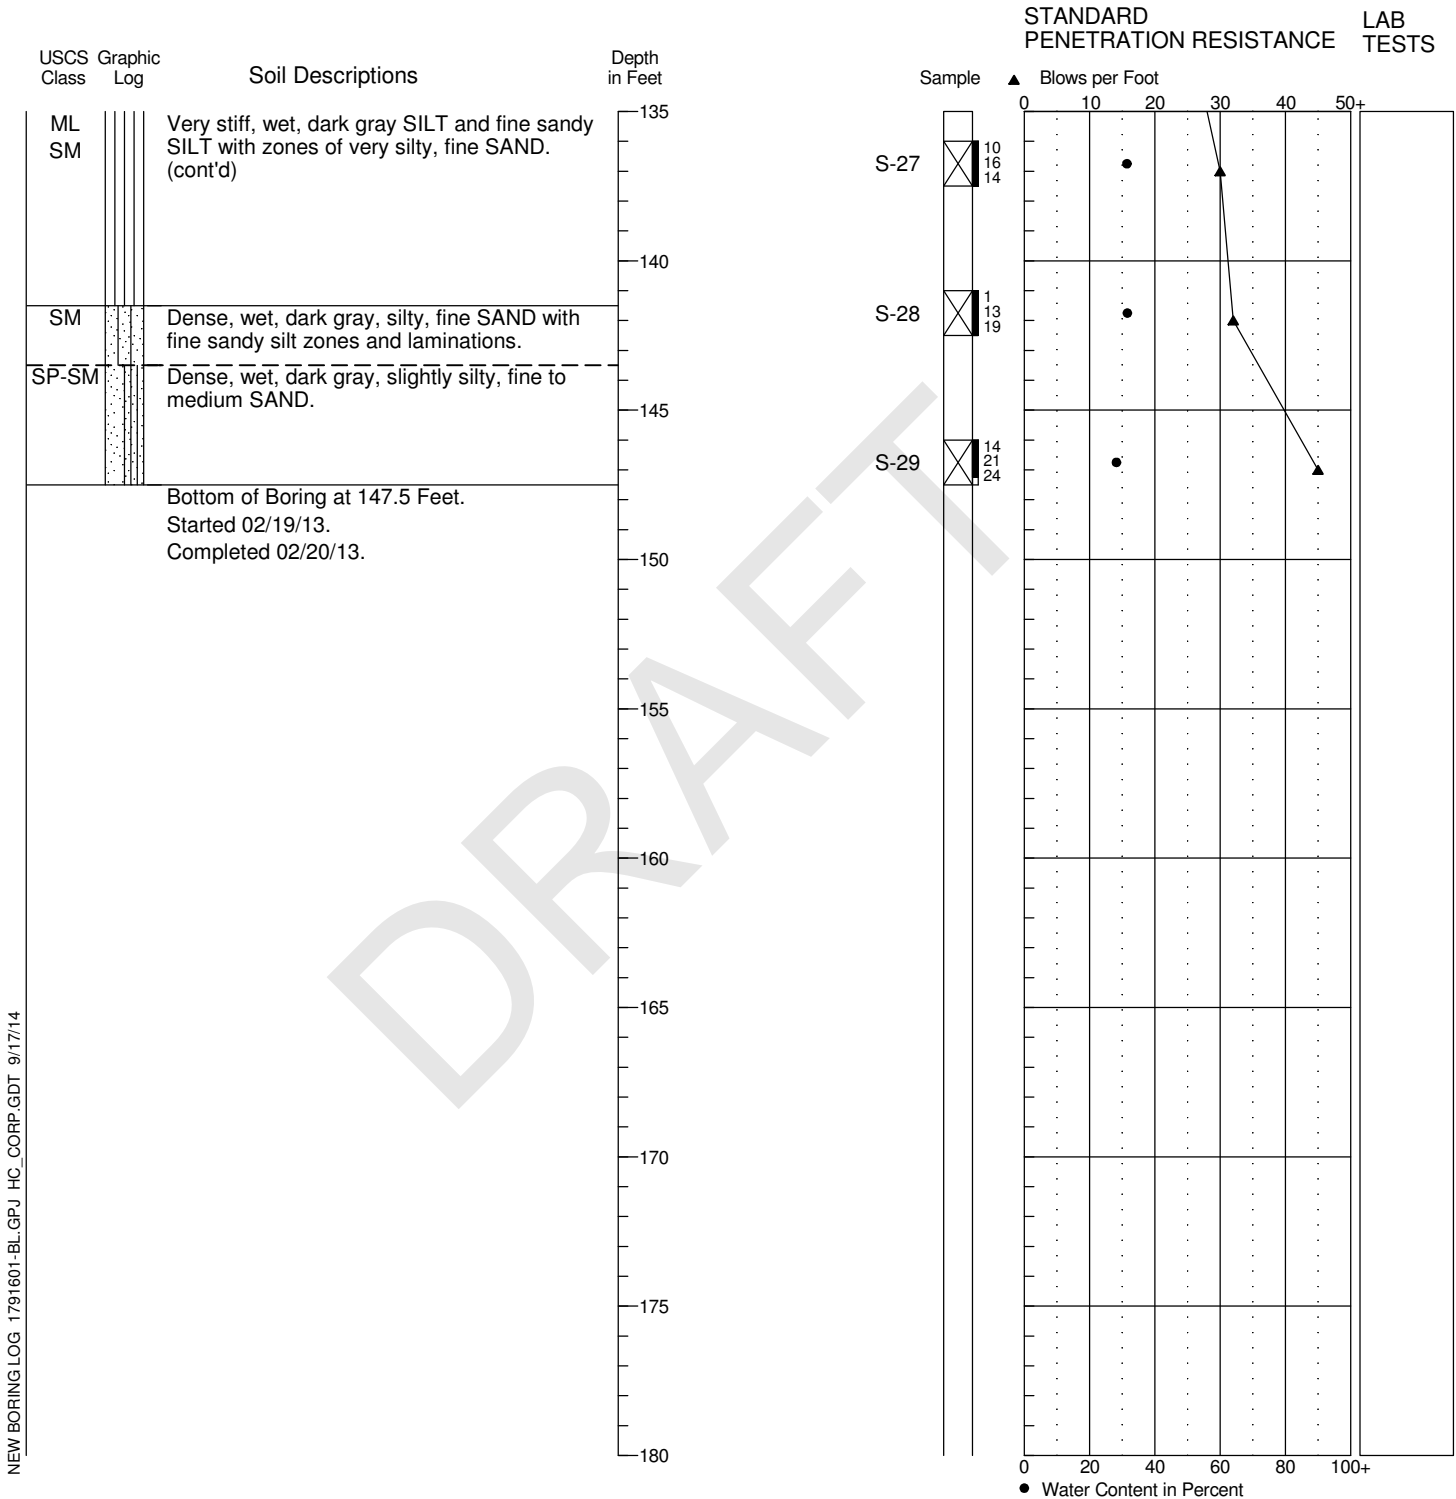 STANDARD
PENETRATION RESISTANCE
LAB
TESTS
USCS Graphic
Class Log
Soil Descriptions
Depth
in Feet
Sample
▲ Blows per Foot
0 10 20 30 40 50+
ML
SM
Very stiff, wet, dark gray SILT and fine sandy
SILT with zones of very silty, fine SAND.
(cont'd)
135
S-27
10
16
14
140
SM
Dense, wet, dark gray, silty, fine SAND with
fine sandy silt zones and laminations.
S-28
1
13
19
SP-SM
Dense, wet, dark gray, slightly silty, fine to
medium SAND.
145
S-29
14
21
24
Bottom of Boring at 147.5 Feet.
Started 02/19/13.
Completed 02/20/13.
150
155
160
165
170
175
180
DRAFT
0 20 40 60 80 100+
● Water Content in Percent
NEW BORING LOG 1791601-BL.GPJ HC_CORP.GDT 9/17/14